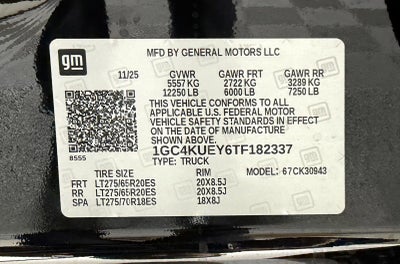 gm
MFD BY GENERAL MOTORS LLC
11/25 GVWR GAWR FRT GAWR RR
5557 KG 2722 KG 3289 KG
12250 LB 6000 LB 7250 LB
THIS VEHICLE CONFORMS TO ALL
APPLICABLE U.S. FEDERAL MOTOR
VEHICLE SAFETY STANDARDS IN EFFECT
ON THE DATE OF MANUFACTURE
SHOWN ABOVE.
8555 1GC4KUEY6TF182337
TYPE: TRUCK MODEL: 67CK30943
TIRE SIZE RIM
FRT LT275/65R20ES 20X8.5J
RR LT275/65R20ES 20X8.5J
SPA LT275/70R18ES 18X8J